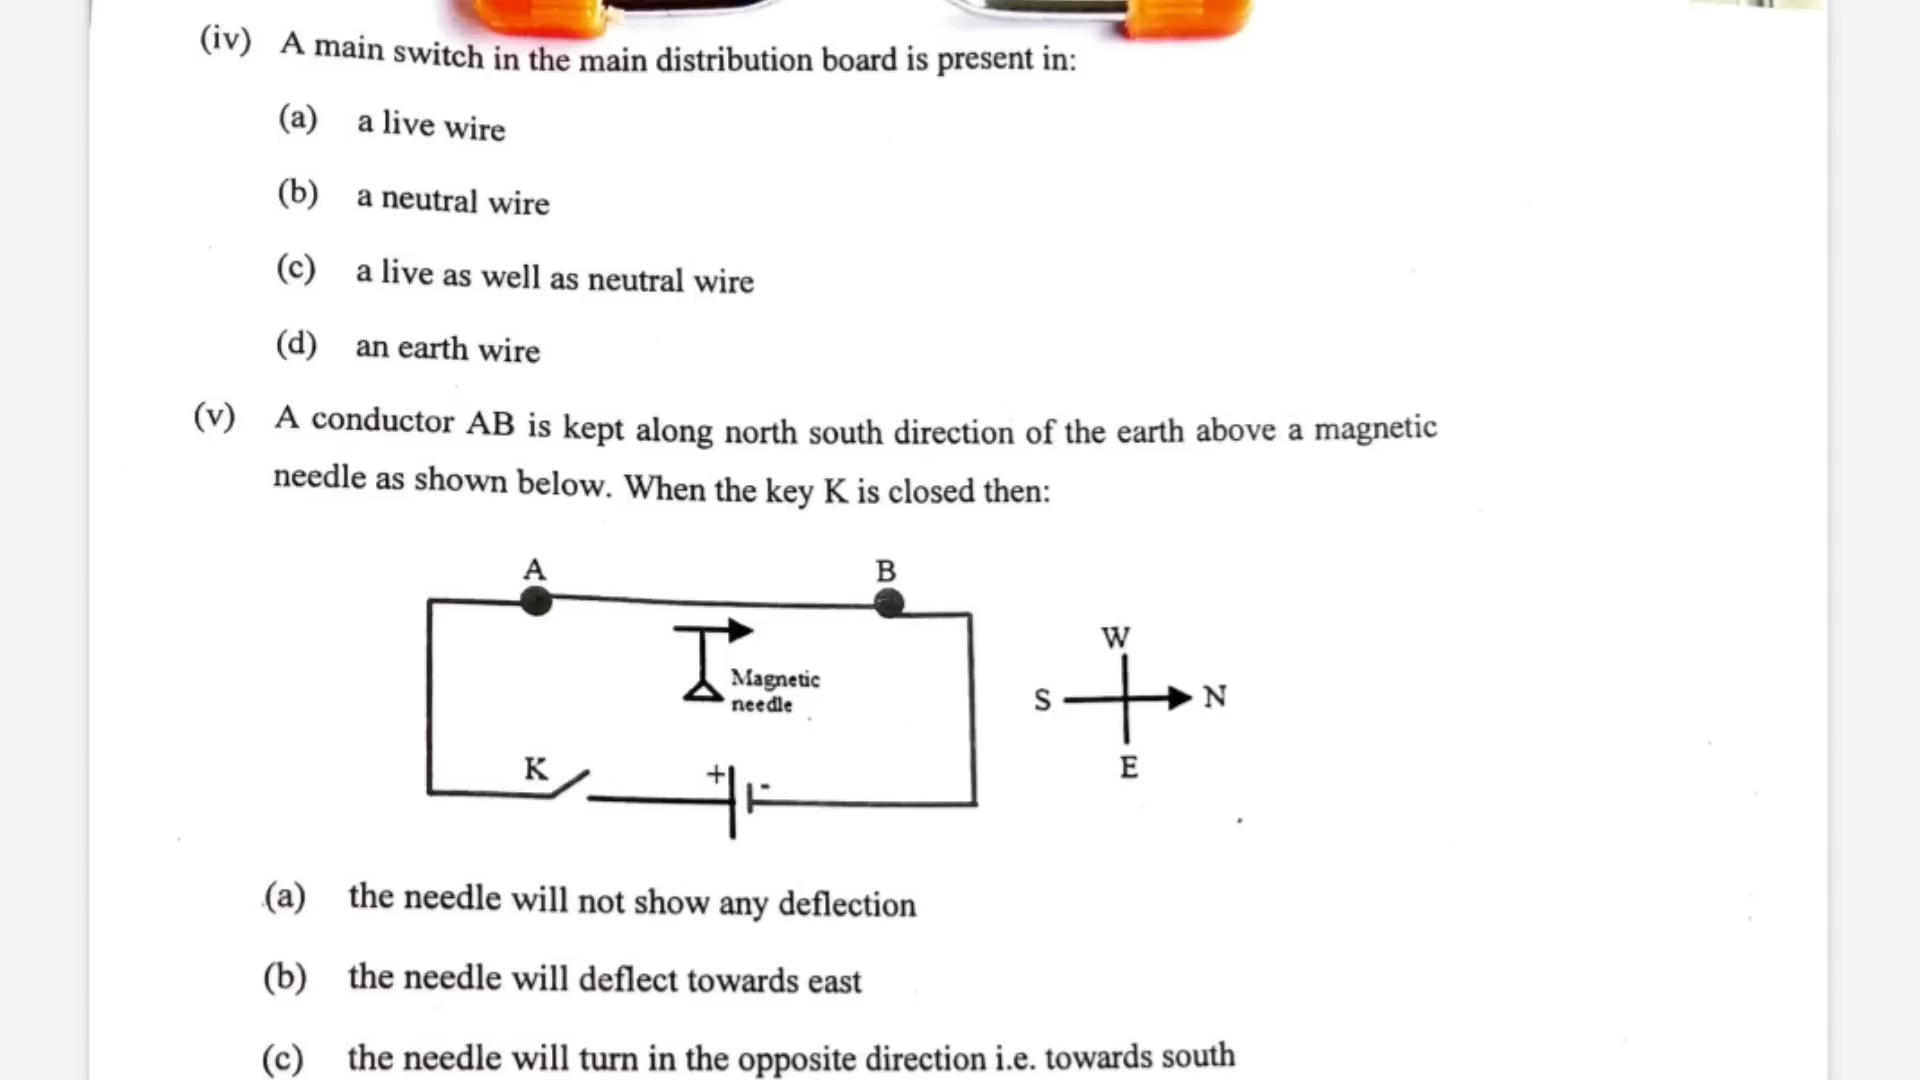 (iv) A main switch in the main distribution board is present in:
(a) a live wire
(b) a neutral wire
(c) a live as well as neutral wire
(d) an earth wire
(v) A conductor AB is kept along north south direction of the earth above a magnetic
needle as shown below. When the key K is closed then:
A B
W
Magnetic
needle
S N
K + -
E
(a) the needle will not show any deflection
(b) the needle will deflect towards east
(c) the needle will turn in the opposite direction i.e. towards south